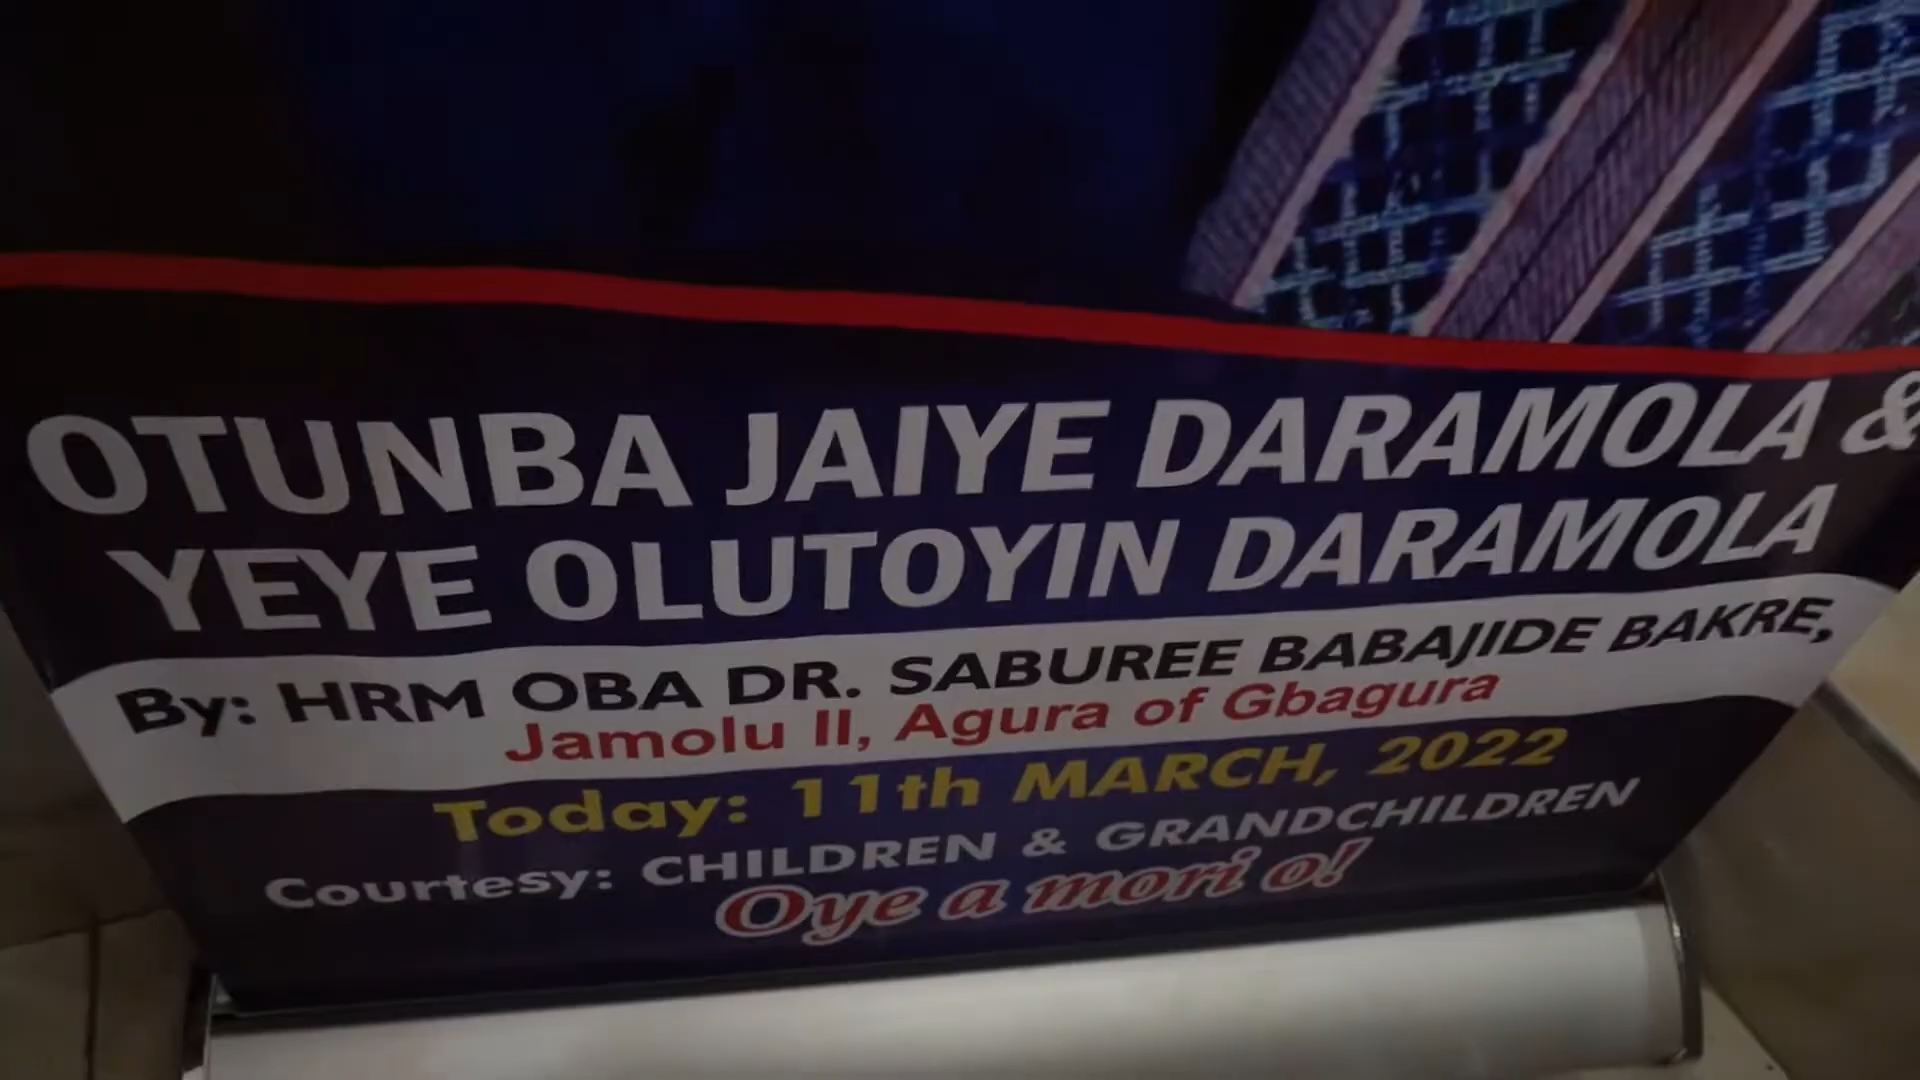 OTUNBA JAIYE DARAMOLA &
YEYE OLUTOYIN DARAMOLA
By: HRM OBA DR. SABUREE BABAJIDE BAKRE,
Jamolu II, Agura of Gbagura
Today: 11th MARCH, 2022
Courtesy: CHILDREN & GRANDCHILDREN
Oye a mori o!